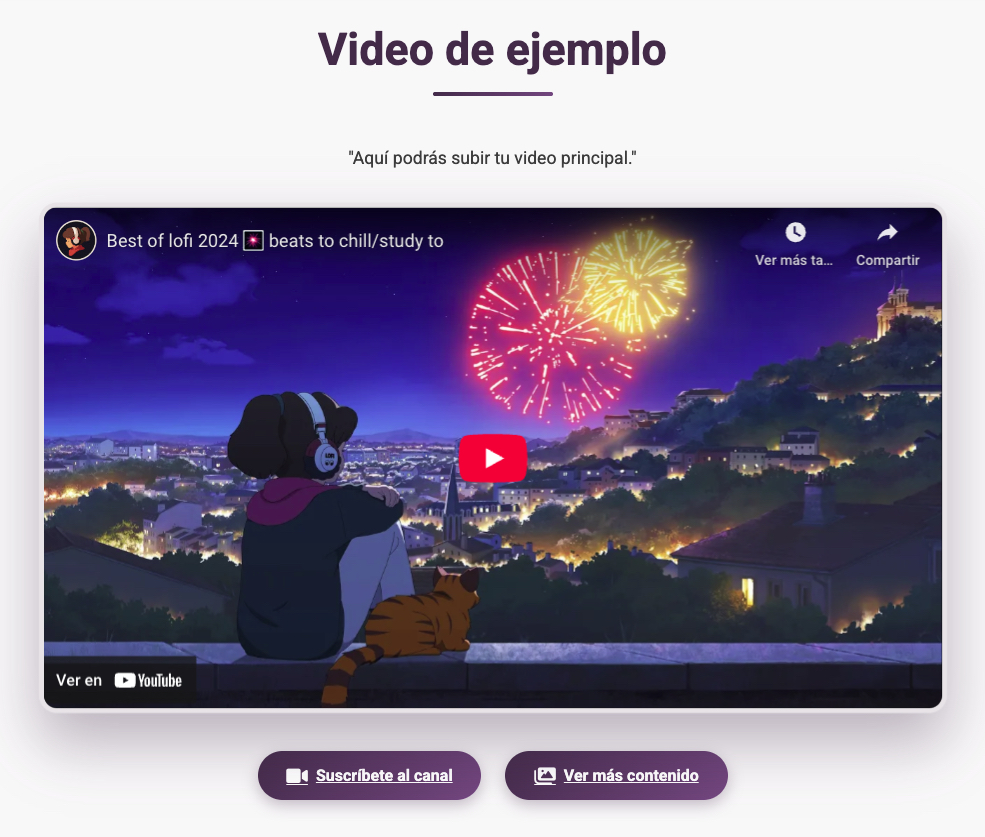 Video de ejemplo
"Aquí podrás subir tu video principal."
Best of lofi 2024 🎆 beats to chill/study to
Ver más ta...
Compartir
Ver en YouTube
Suscríbete al canal
Ver más contenido